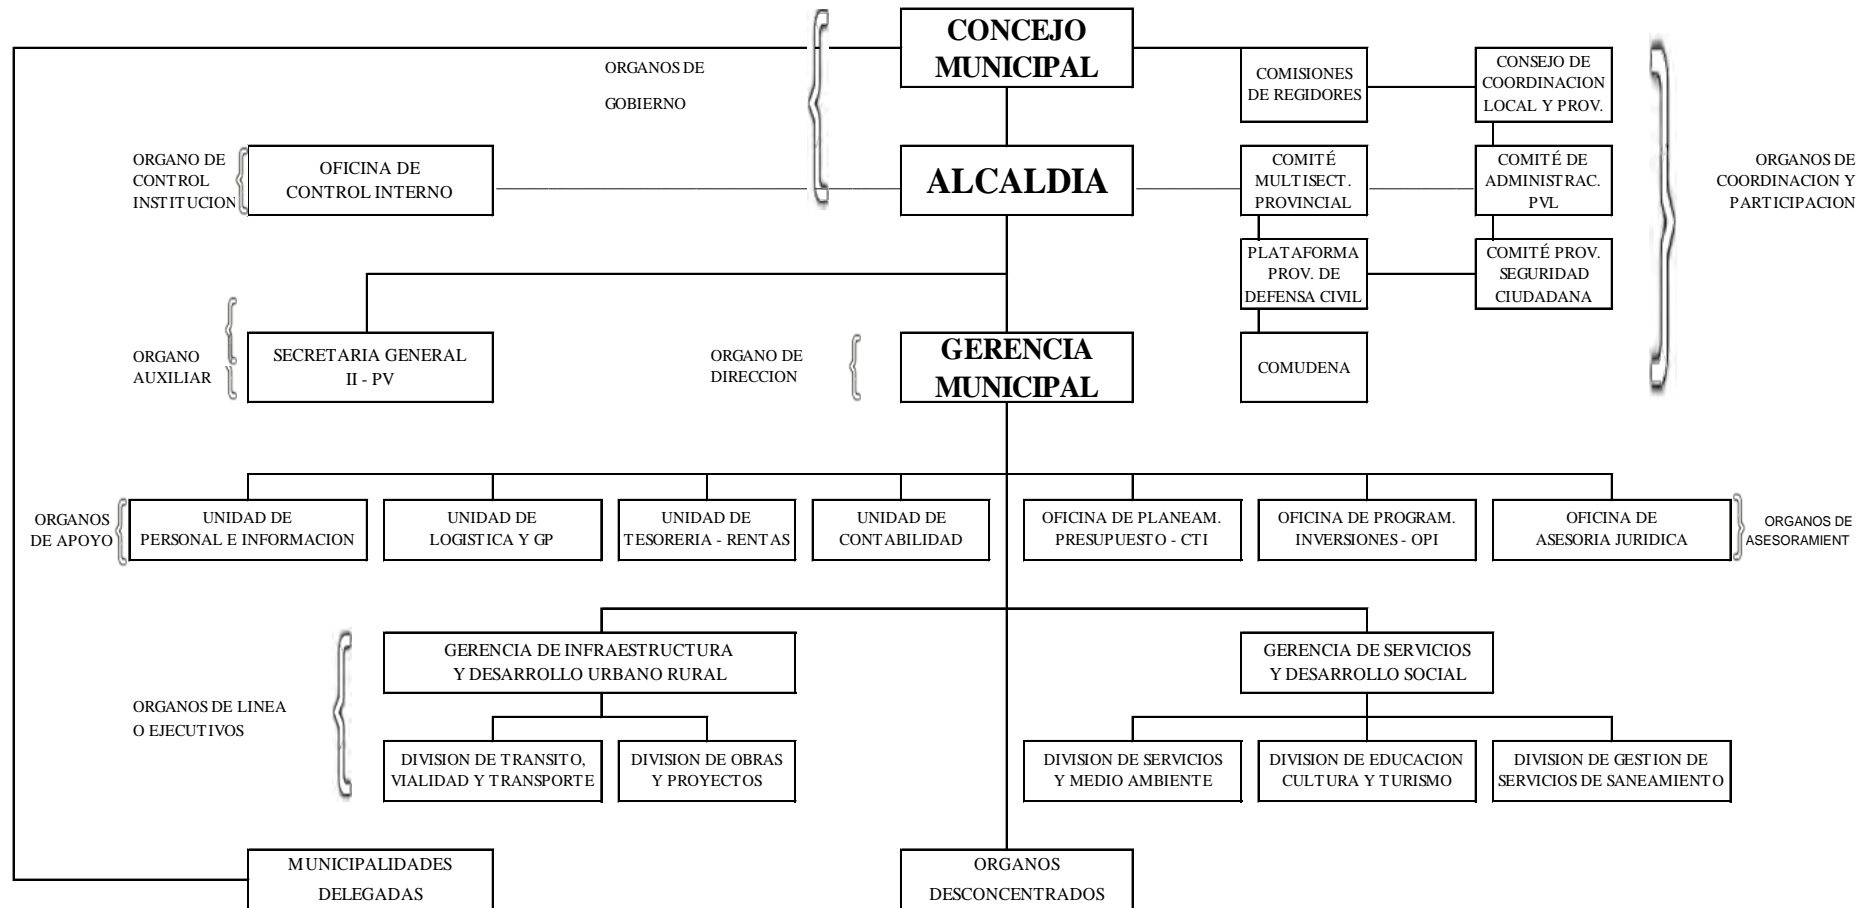 CONCEJO
MUNICIPAL
ORGANOS DE
GOBIERNO
COMISIONES
DE REGIDORES
CONSEJO DE
COORDINACION
LOCAL Y PROV.
ORGANO DE
CONTROL
INSTITUCION
OFICINA DE
CONTROL INTERNO
ALCALDIA
COMITÉ
MULTISECT.
PROVINCIAL
COMITÉ DE
ADMINISTRAC.
PVL
ORGANOS DE
COORDINACION Y
PARTICIPACION
PLATAFORMA
PROV. DE
DEFENSA CIVIL
COMITÉ PROV.
SEGURIDAD
CIUDADANA
ORGANO
AUXILIAR
SECRETARIA GENERAL
II - PV
ORGANO DE
DIRECCION
GERENCIA
MUNICIPAL
COMUDENA
ORGANOS
DE APOYO
UNIDAD DE
PERSONAL E INFORMACION
UNIDAD DE
LOGISTICA Y GP
UNIDAD DE
TESORERIA - RENTAS
UNIDAD DE
CONTABILIDAD
OFICINA DE PLANEAM.
PRESUPUESTO - CTI
OFICINA DE PROGRAM.
INVERSIONES - OPI
OFICINA DE
ASESORIA JURIDICA
ORGANOS DE
ASESORAMIENT
GERENCIA DE INFRAESTRUCTURA
Y DESARROLLO URBANO RURAL
GERENCIA DE SERVICIOS
Y DESARROLLO SOCIAL
ORGANOS DE LINEA
O EJECUTIVOS
DIVISION DE TRANSITO,
VIALIDAD Y TRANSPORTE
DIVISION DE OBRAS
Y PROYECTOS
DIVISION DE SERVICIOS
Y MEDIO AMBIENTE
DIVISION DE EDUCACION
CULTURA Y TURISMO
DIVISION DE GESTION DE
SERVICIOS DE SANEAMIENTO
MUNICIPALIDADES
DELEGADAS
ORGANOS
DESCONCENTRADOS